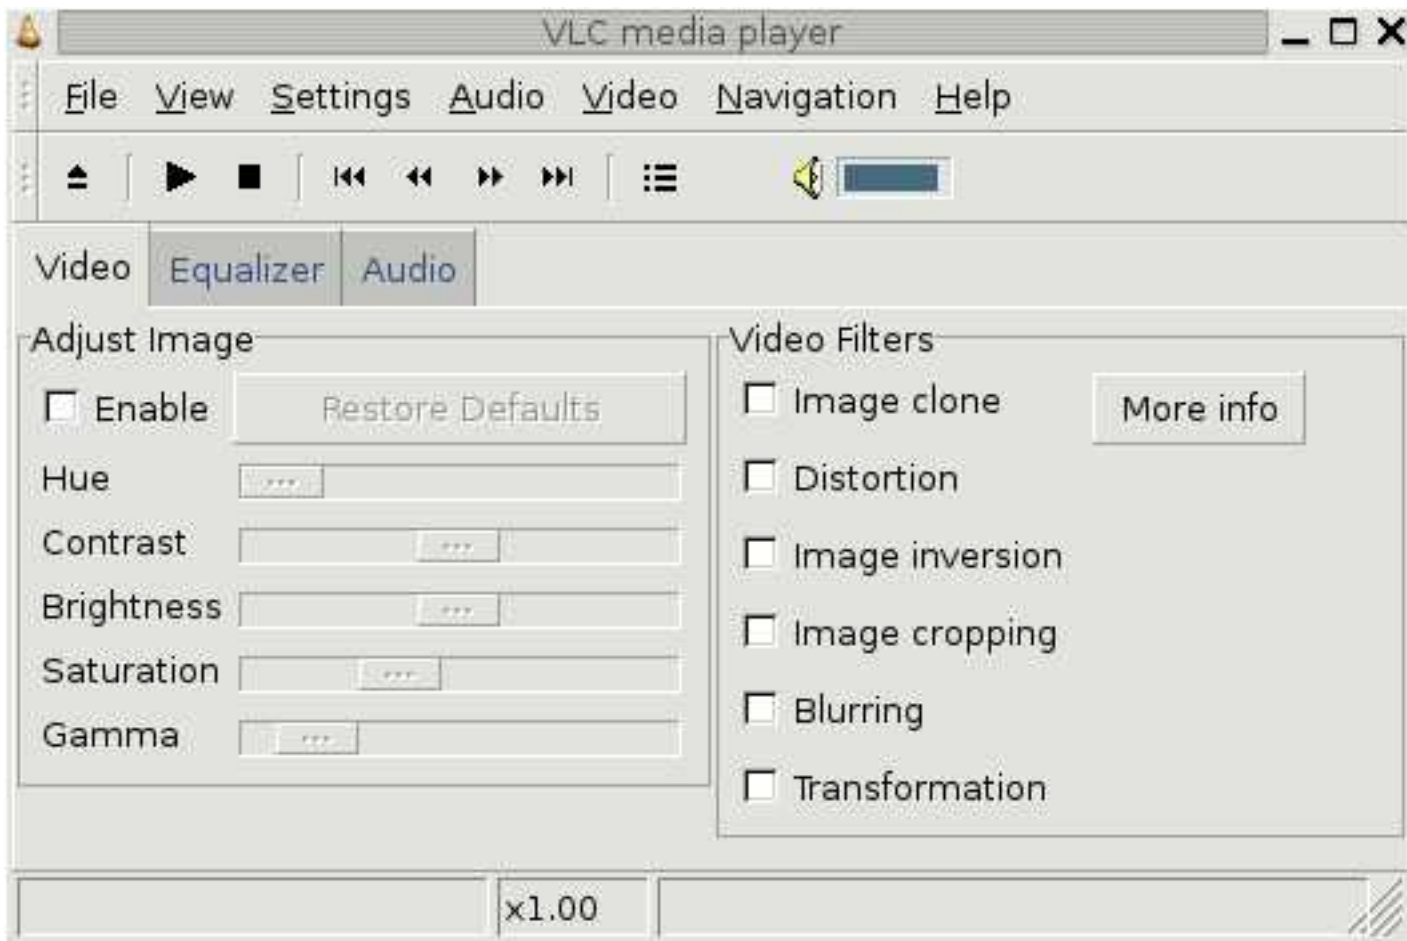 VLC media player
File View Settings Audio Video Navigation Help
Video Equalizer Audio
Adjust Image
Enable Restore Defaults
Hue
Contrast
Brightness
Saturation
Gamma
Video Filters
Image clone More info
Distortion
Image inversion
Image cropping
Blurring
Transformation
x1.00